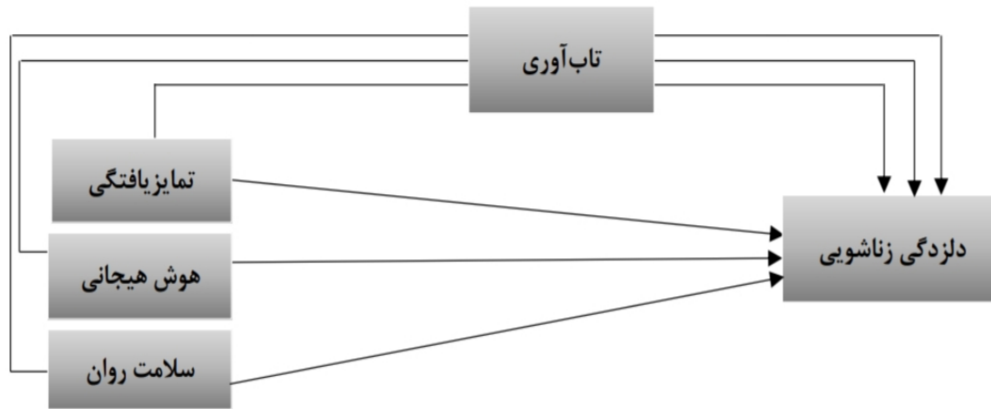 تاب‌آوری
تمایزیافتگی
هوش هیجانی
سلامت روان
دلزدگی زناشویی